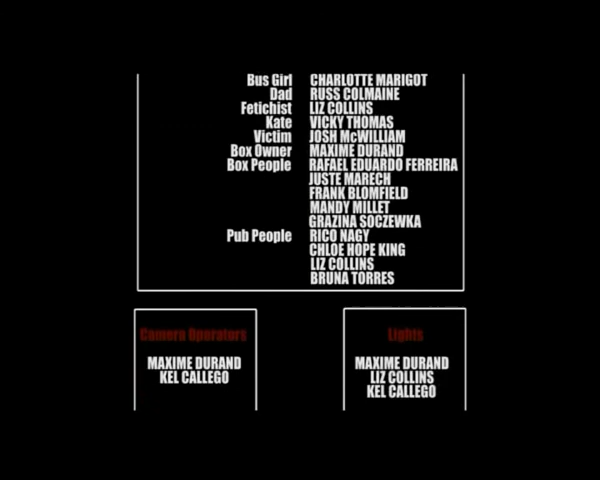 Bus Girl CHARLOTTE MARIGOT
Dad RUSS COLMAINE
Fetichist LIZ COLLINS
Kate VICKY THOMAS
Victim JOSH McWILLIAM
Box Owner MAXIME DURAND
Box People RAFAEL EDUARDO FERREIRA
JUSTE MARECH
FRANK BLOMFIELD
MANDY MILLET
GRAZINA SOCZEWKA
Pub People RICO NAGY
CHLOE HOPE KING
LIZ COLLINS
BRUNA TORRES
Camera Operators
MAXIME DURAND
KEL CALLEGO
Lights
MAXIME DURAND
LIZ COLLINS
KEL CALLEGO